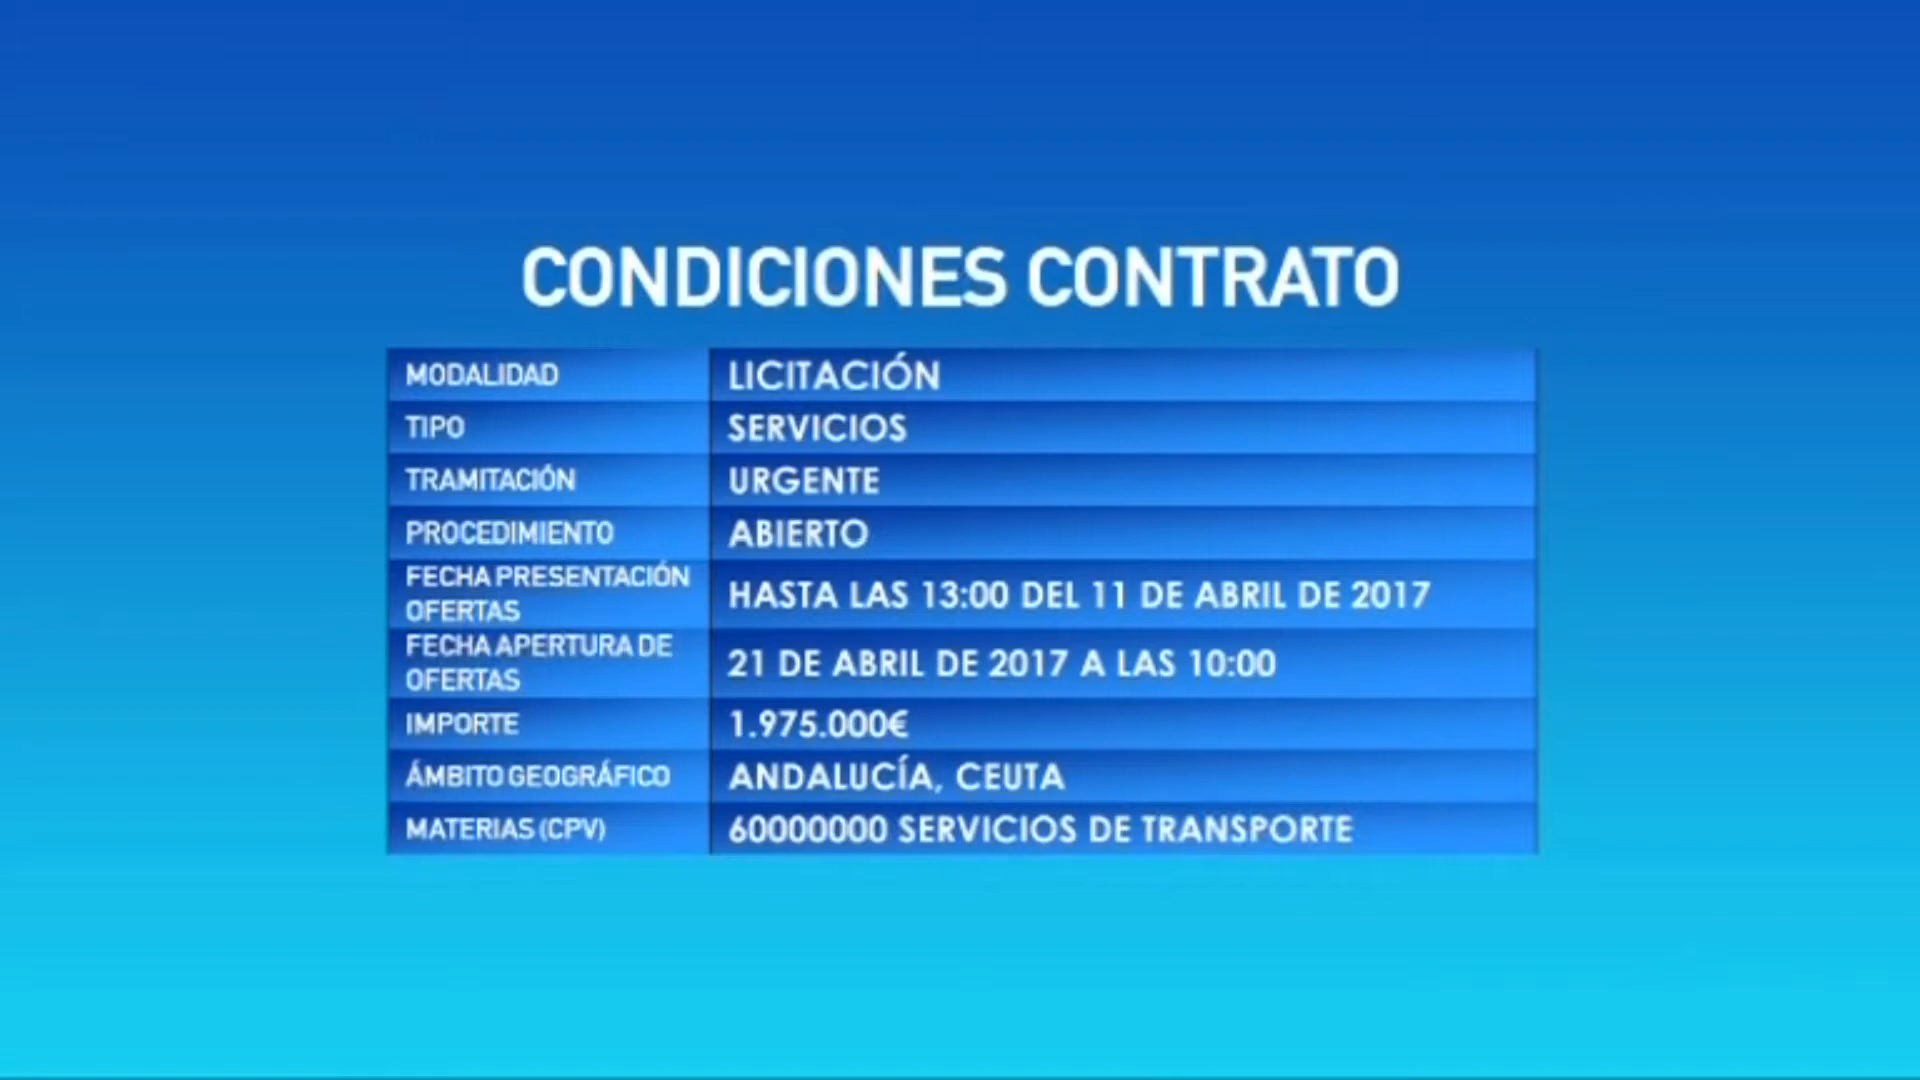 CONDICIONES CONTRATO
MODALIDAD LICITACIÓN
TIPO SERVICIOS
TRAMITACIÓN URGENTE
PROCEDIMIENTO ABIERTO
FECHA PRESENTACIÓN
OFERTAS
HASTA LAS 13:00 DEL 11 DE ABRIL DE 2017
FECHA APERTURA DE
OFERTAS
21 DE ABRIL DE 2017 A LAS 10:00
IMPORTE 1.975.000€
ÁMBITO GEOGRÁFICO ANDALUCÍA, CEUTA
MATERIAS (CPV) 60000000 SERVICIOS DE TRANSPORTE